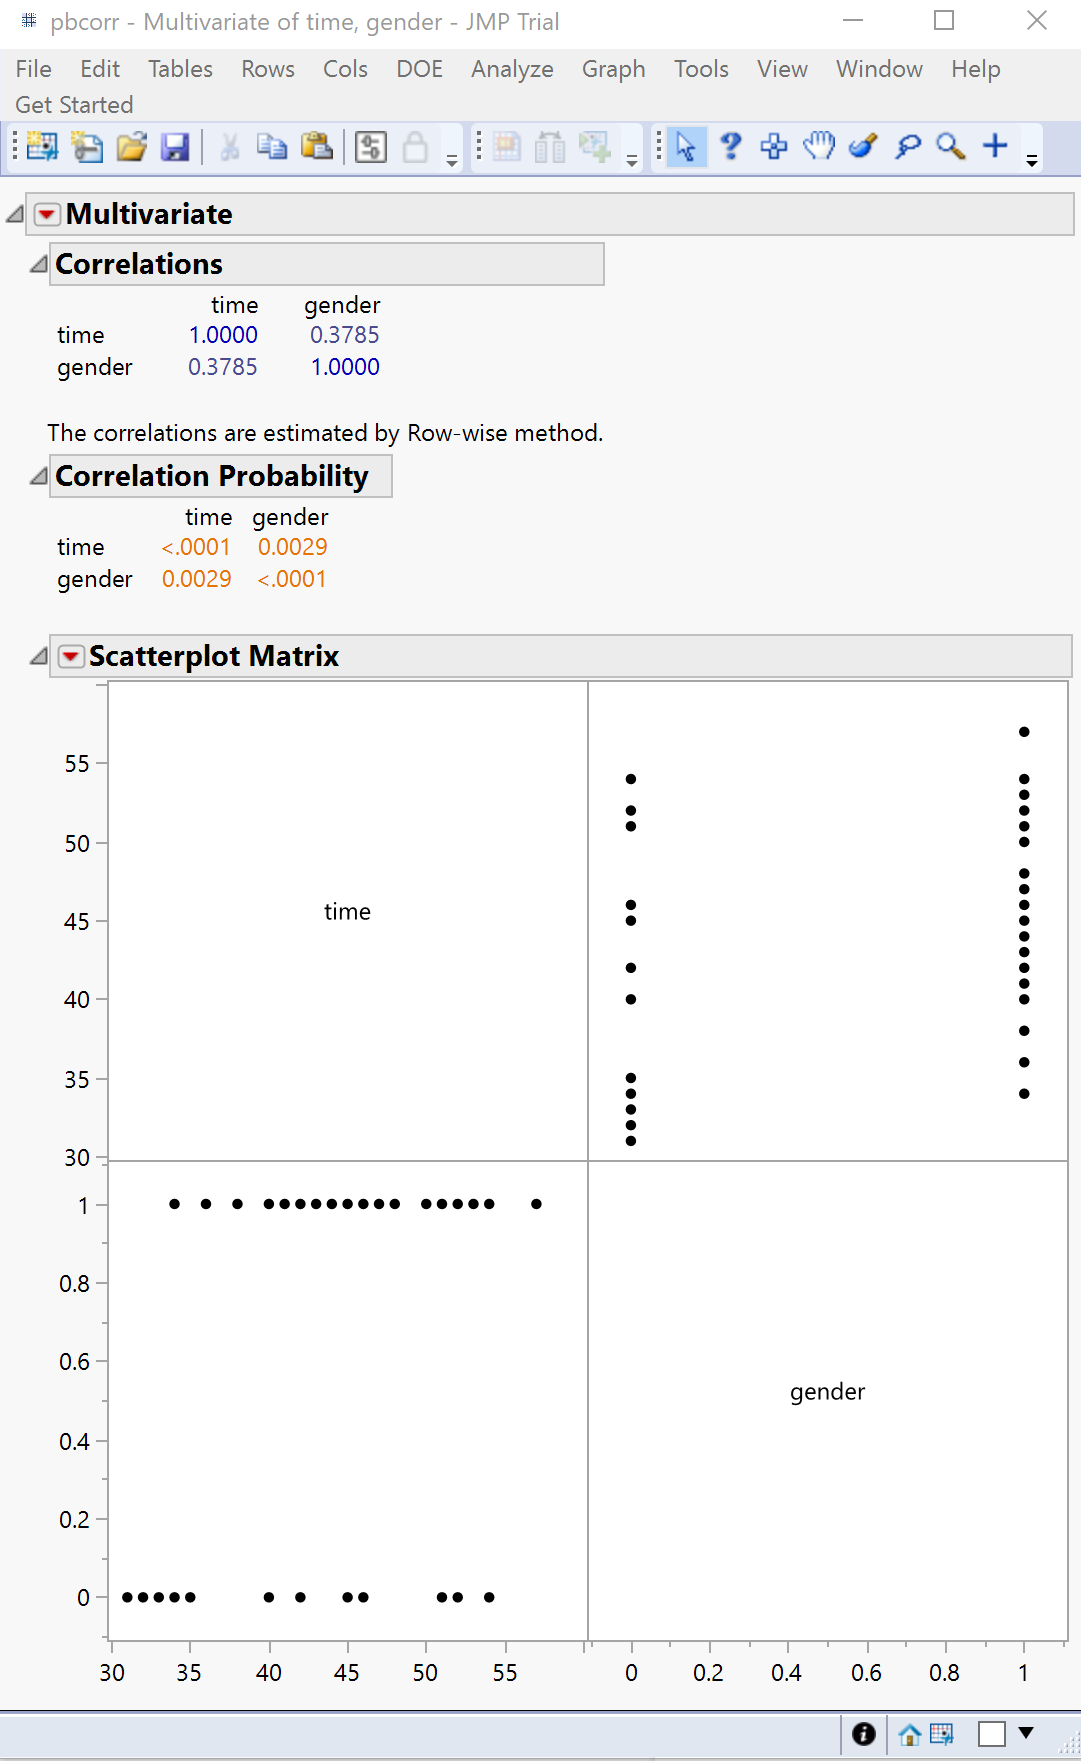 pbcorr - Multivariate of time, gender - JMP Trial
File Edit Tables Rows Cols DOE Analyze Graph Tools View Window Help
Get Started
Multivariate
Correlations
time gender
time 1.0000 0.3785
gender 0.3785 1.0000
The correlations are estimated by Row-wise method.
Correlation Probability
time gender
time <.0001 0.0029
gender 0.0029 <.0001
Scatterplot Matrix
55
50
45
40
35
30
time
1
0.8
0.6
0.4
0.2
0
gender
30 35 40 45 50 55 0 0.2 0.4 0.6 0.8 1